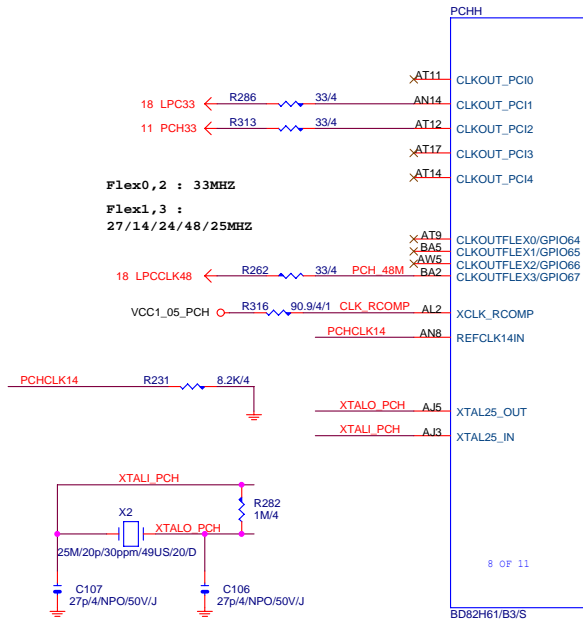 PCHH
AT11 CLKOUT_PCI0
18 LPC33 R286 33/4 AN14 CLKOUT_PCI1
11 PCH33 R313 33/4 AT12 CLKOUT_PCI2
AT17 CLKOUT_PCI3
AT14 CLKOUT_PCI4
Flex0,2 : 33MHZ
Flex1,3 :
27/14/24/48/25MHZ
AT9 CLKOUTFLEX0/GPIO64
BA5 CLKOUTFLEX1/GPIO65
AW5 CLKOUTFLEX2/GPIO66
18 LPCCLK48 R262 33/4 PCH_48M BA2 CLKOUTFLEX3/GPIO67
VCC1_05_PCH R316 90.9/4/1 CLK_RCOMP AL2 XCLK_RCOMP
PCHCLK14 AN8 REFCLK14IN
PCHCLK14 R231 8.2K/4
XTALO_PCH AJ5 XTAL25_OUT
XTALI_PCH AJ3 XTAL25_IN
XTALI_PCH
R282
1M/4
X2
XTALO_PCH
25M/20p/30ppm/49US/20/D
8 OF 11
C107
27p/4/NPO/50V/J
C106
27p/4/NPO/50V/J
BD82H61/B3/S